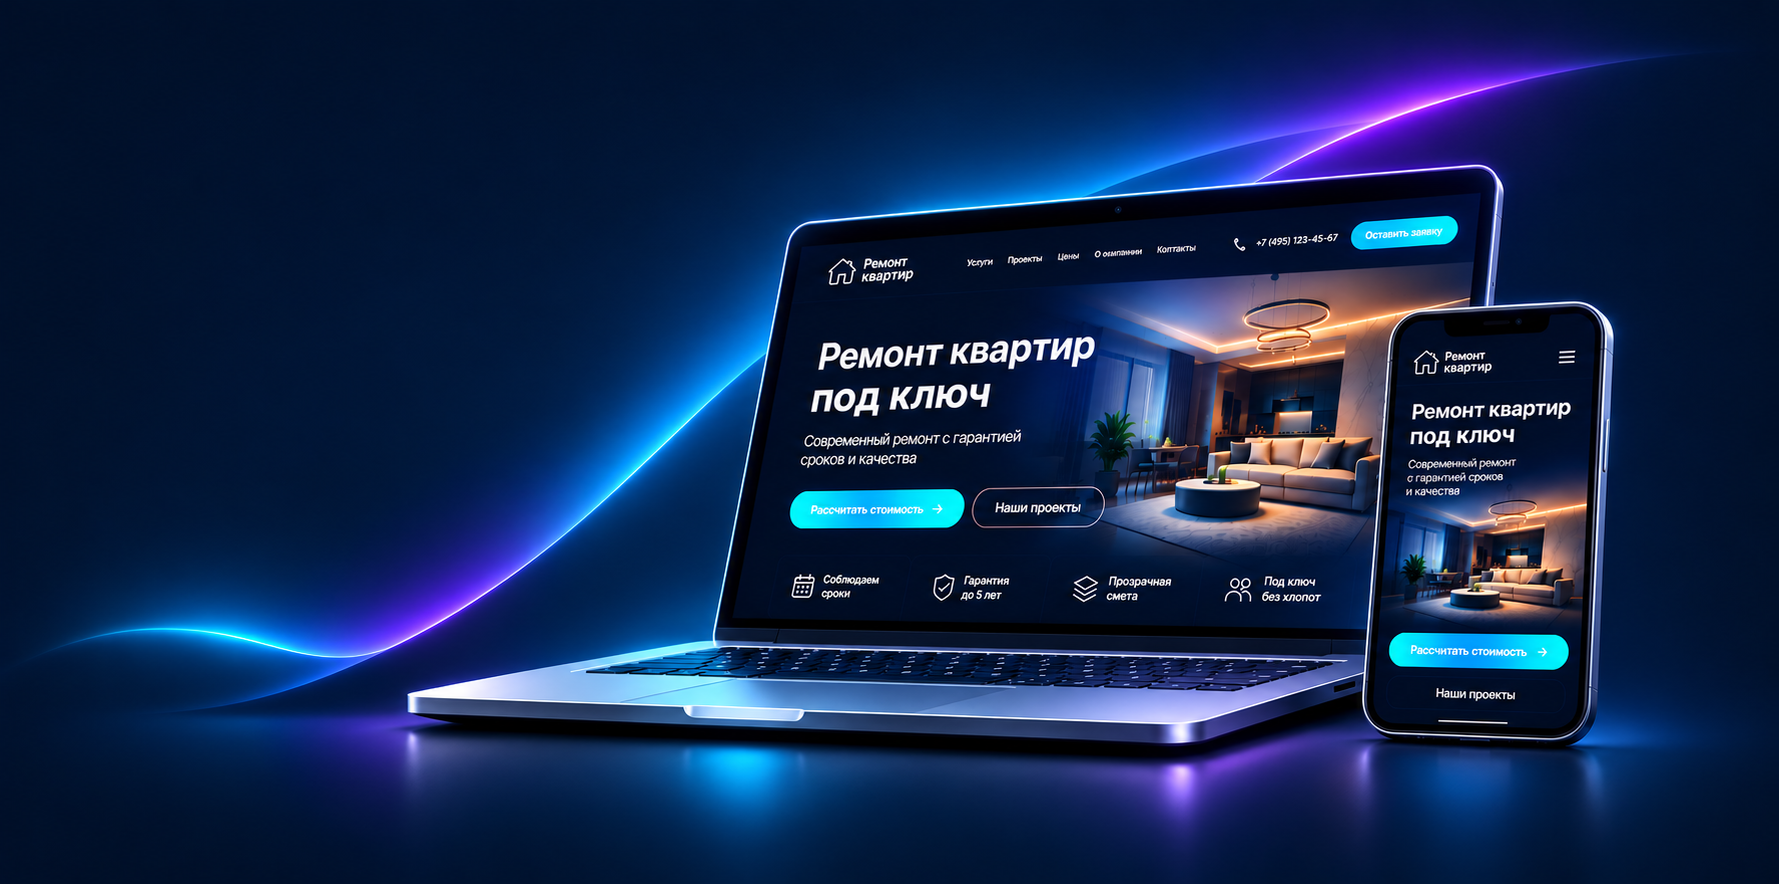 Ремонт
квартир
Услуги Проекты Цены О омпании Контакты
+7 (495) 123-45-67
Оставить заявку
Ремонт квартир
под ключ
Современный ремонт с гарантией
сроков и качества
Рассчитать стоимость →
Наши проекты
Соблюдаем
сроки
Гарантия
до 5 лет
Прозрачная
смета
Под ключ
без хлопот
Ремонт
квартир
Ремонт квартир
под ключ
Современный ремонт
с гарантией сроков
и качества
Рассчитать стоимость →
Наши проекты